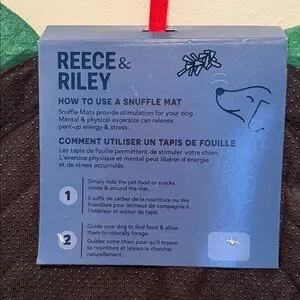 REECE &
RILEY
HOW TO USE A SNUFFLE MAT
Snuffle Mats provide stimulation for your dog.
Mental & physical excersize can release
pent-up energy & stress.
COMMENT UTILISER UN TAPIS DE FOUILLE
Les tapis de fouille permettent de stimuler votre chien.
L'exercice physique et mental peut libérer d'énergie
et de stress accumulés.
1
Simply hide the pet food or snacks
inside & around the mat.
Il suffit de cacher de la nourriture ou des
friandises pour animaux de compagnie à
l'intérieur et autour du tapis.
2
Guide your dog to find food & allow
them to naturally forage.
Guidez votre chien pour qu'il trouve
sa nourriture et laissez-le chercher
naturellement.